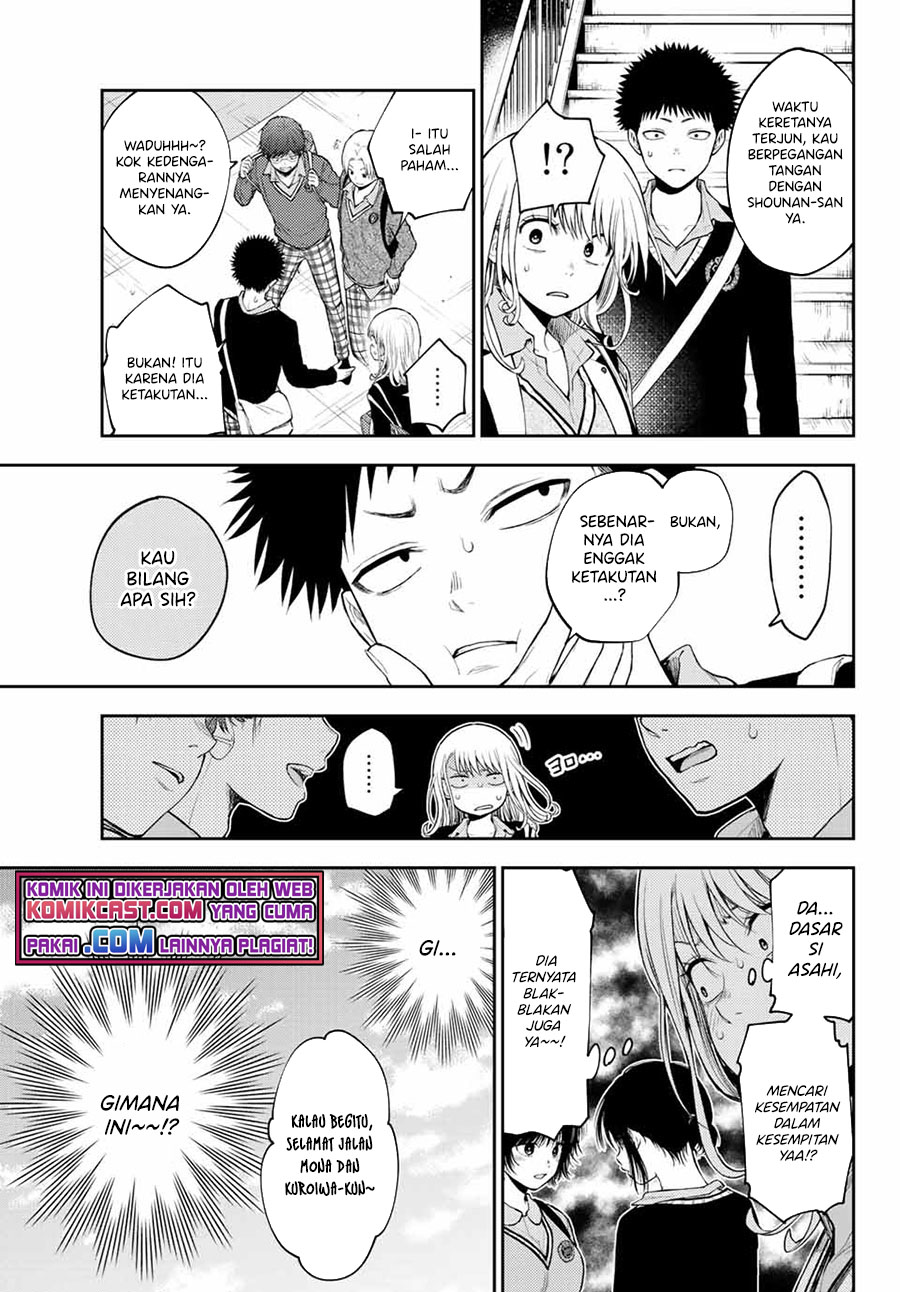 WAKTU
KERETANYA
TERJUN, KAU
BERPEGANGAN
TANGAN
DENGAN
SHOUNAN-SAN
YA.
!?
I- ITU
SALAH
PAHAM...
WADUHHH~?
KOK KEDENGA-
RANNYA
MENYENANG-
KAN YA.
BUKAN! ITU
KARENA DIA
KETAKUTAN...
......
........
BUKAN,
SEBENAR-
NYA DIA
ENGGAK
KETAKUTAN
...?
KAU
BILANG
APA SIH?
ヨロ...
......
DA...
DASAR
SI
ASAHI,
MENCARI
KESEMPATAN
DALAM
KESEMPITAN
YAA!?
DIA
TERNYATA
BLAK-
BLAKAN
JUGA
YA~~!
GI...
GIMANA
INI~~!?
KALAU BEGITU,
SELAMAT JALAN
MONA DAN
KUROIWA-KUN~
KOMIK INI DIKERJAKAN OLEH WEB
KOMIKCAST.COM YANG CUMA
PAKAI .COM LAINNYA PLAGIAT!